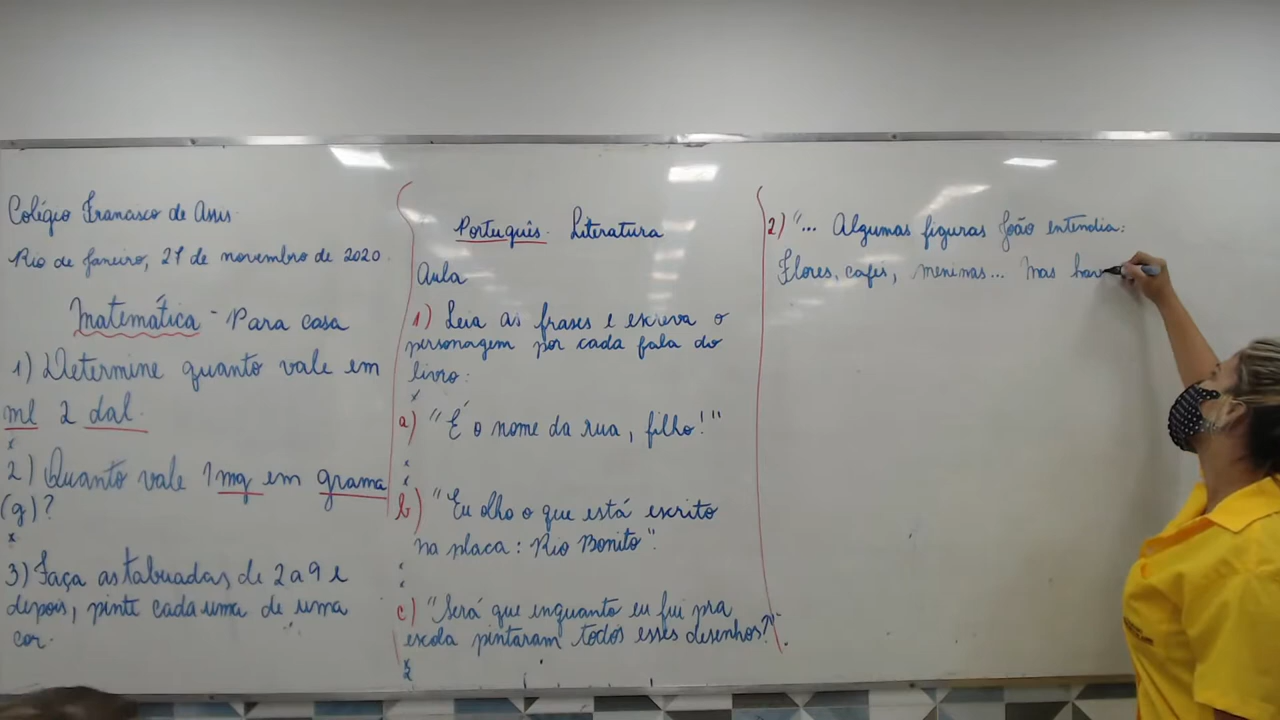 Colégio Francisco de Assis
Rio de Janeiro, 27 de novembro de 2020.
Matemática - Para casa
1) Determine quanto vale em
ml 2 dal.
x
2) Quanto vale 1mg em grama
(g)?
x
3) Faça as tabuadas de 2 a 9 e
depois, pinte cada uma de uma
cor.
Português. Literatura
Aula
1) Leia as frases e escreva o
personagem por cada fala do
livro:
x
a) "É o nome da rua, filho!"
x
x
b) "Eu olho o que está escrito
na placa: Rio Bonito".
x
x
c) "Será que enquanto eu fui pra
escola pintaram todos esses desenhos?".
x
2
2) "... Algumas figuras João entendia:
Flores, cafés, meninas... Mas hav